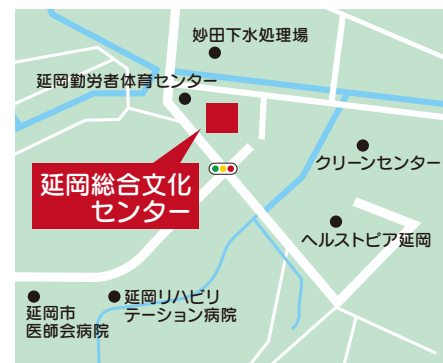 妙田下水処理場
延岡勤労者体育センター
延岡総合文化
センター
クリーンセンター
ヘルストピア延岡
延岡市
医師会病院
延岡リハビリ
テーション病院